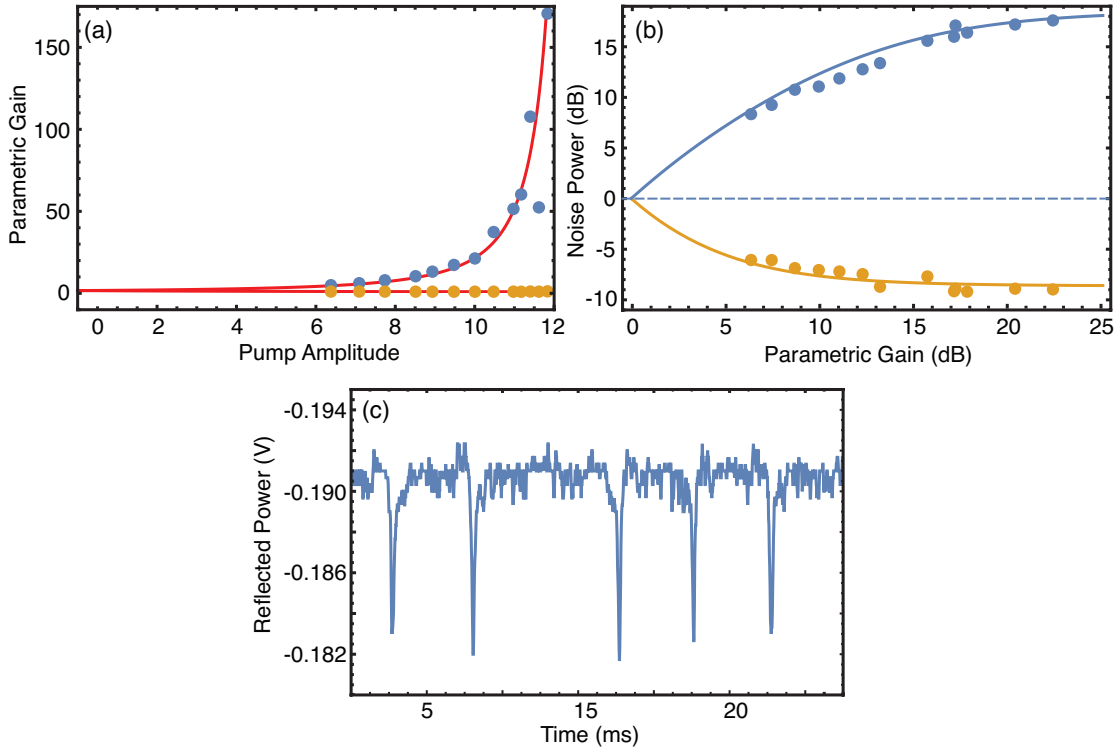 (a)
Parametric Gain
150
100
50
0
0 2 4 6 8 10 12
Pump Amplitude
(b)
Noise Power (dB)
15
10
5
0
-5
-10
0 5 10 15 20 25
Parametric Gain (dB)
(c)
Reflected Power (V)
-0.194
-0.190
-0.186
-0.182
5 15 20
Time (ms)